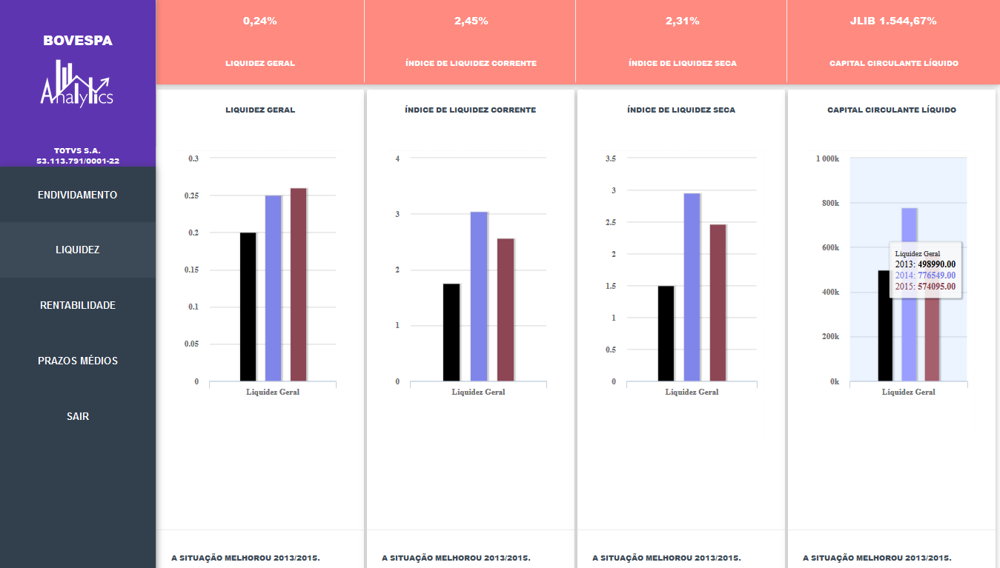 BOVESPA
Analytics
TOTVS S.A.
53.113.791/0001-22
ENDIVIDAMENTO
LIQUIDEZ
RENTABILIDADE
PRAZOS MÉDIOS
SAIR
0,24%
LIQUIDEZ GERAL
2,45%
ÍNDICE DE LIQUIDEZ CORRENTE
2,31%
ÍNDICE DE LIQUIDEZ SECA
JLIB 1.544,67%
CAPITAL CIRCULANTE LÍQUIDO
LIQUIDEZ GERAL
0.3
0.25
0.2
0.15
0.1
0.05
0
Liquidez Geral
A SITUAÇÃO MELHOROU 2013/2015.
ÍNDICE DE LIQUIDEZ CORRENTE
4
3
2
1
0
Liquidez Geral
A SITUAÇÃO MELHOROU 2013/2015.
ÍNDICE DE LIQUIDEZ SECA
3.5
3
2.5
2
1.5
1
0.5
0
Liquidez Geral
A SITUAÇÃO MELHOROU 2013/2015.
CAPITAL CIRCULANTE LÍQUIDO
1 000k
800k
600k
400k
200k
0k
Liquidez Geral
2013: 498990.00
2014: 776549.00
2015: 574095.00
Liquidez Geral
A SITUAÇÃO MELHOROU 2013/2015.